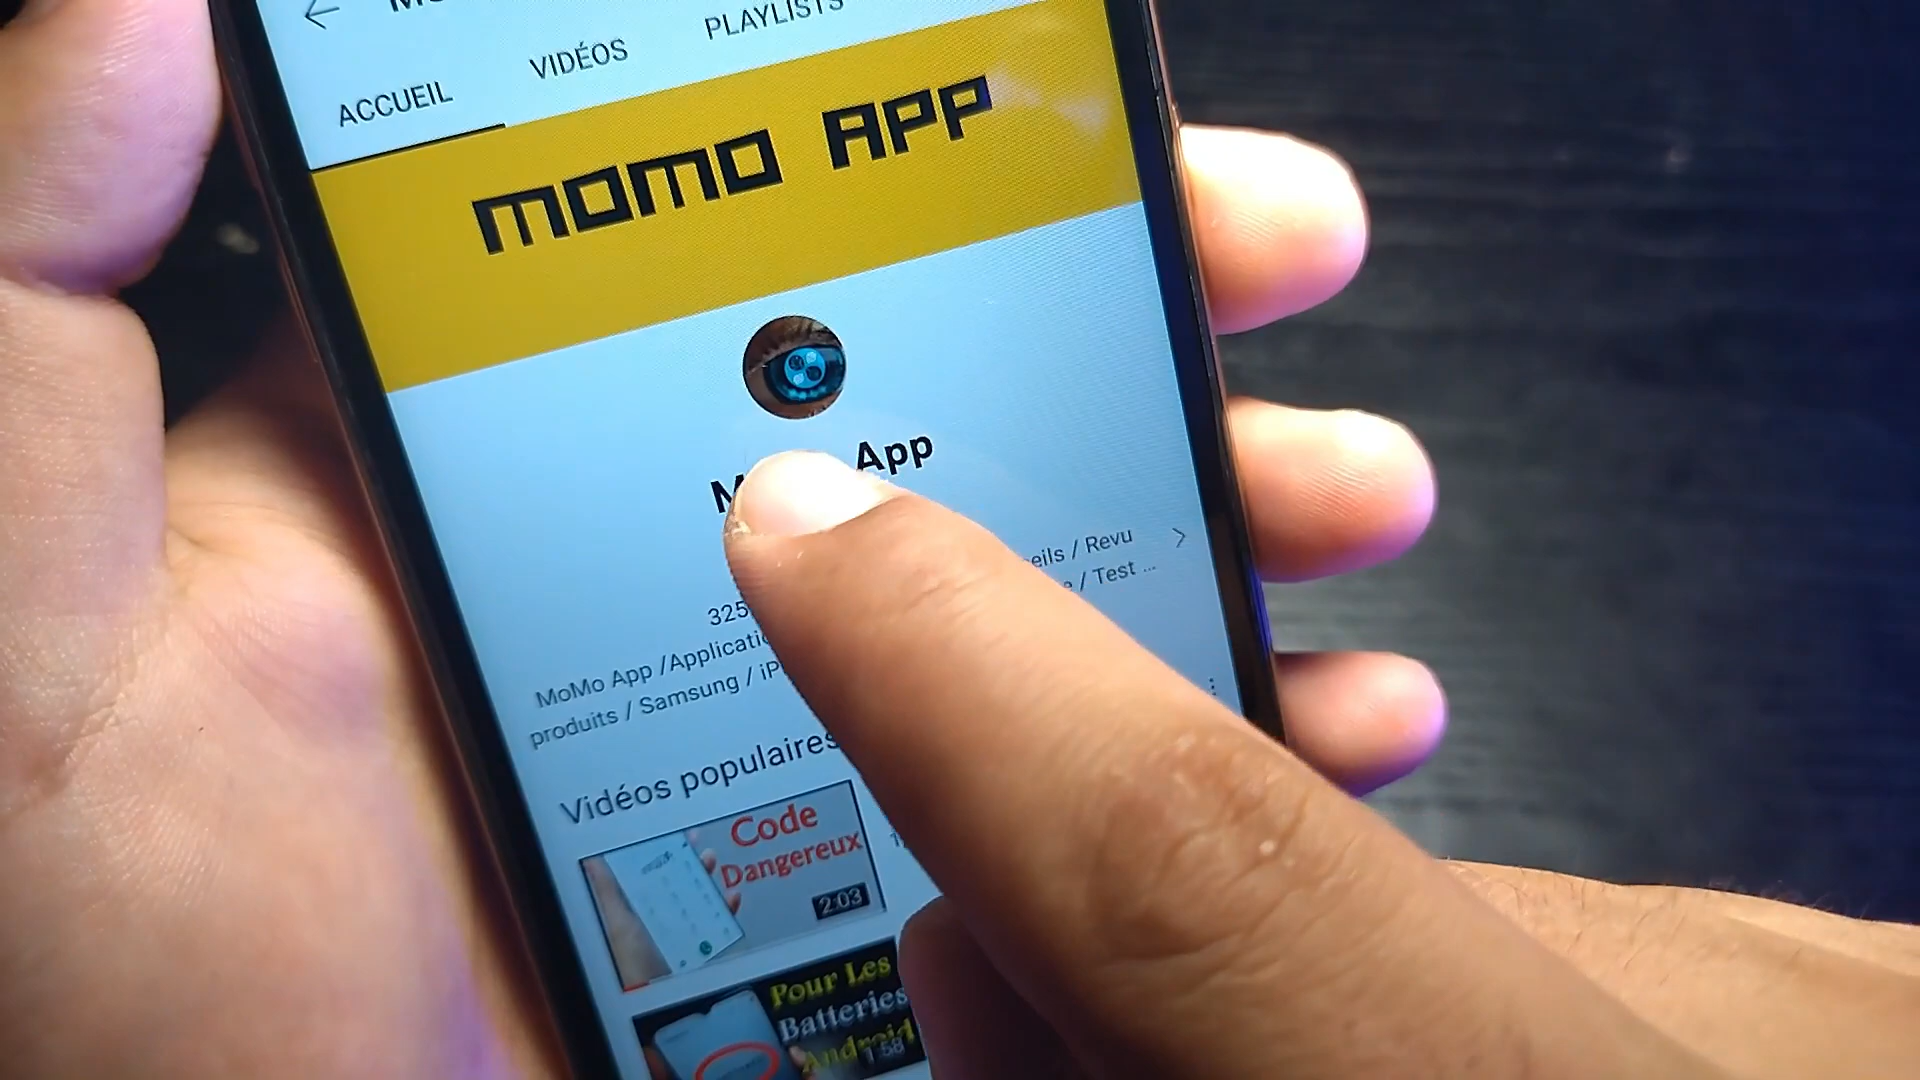 ACCUEIL
VIDÉOS
PLAYLISTS
MOMO APP
App
325
MoMo App /Applicati eils / Revu
produits / Samsung / iP / Test ...
Vidéos populaires
Code
Dangereux
2:03
Pour Les
Batteries
Android
1:58